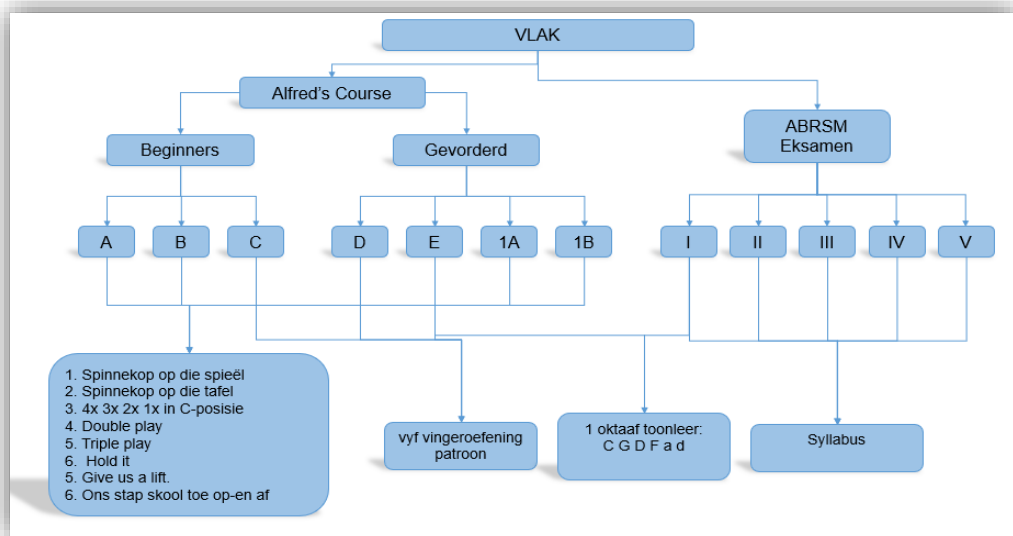 VLAK
Alfred's Course
ABRSM
Eksamen
Beginners
Gevorderd
A
B
C
D
E
1A
1B
I
II
III
IV
V
1. Spinnekop op die spieël
2. Spinnekop op die tafel
3. 4x 3x 2x 1x in C-posisie
4. Double play
5. Triple play
6. Hold it
5. Give us a lift.
6. Ons stap skool toe op-en af
vyf vingeroefening
patroon
1 oktaaf toonleer:
C G D F a d
Syllabus